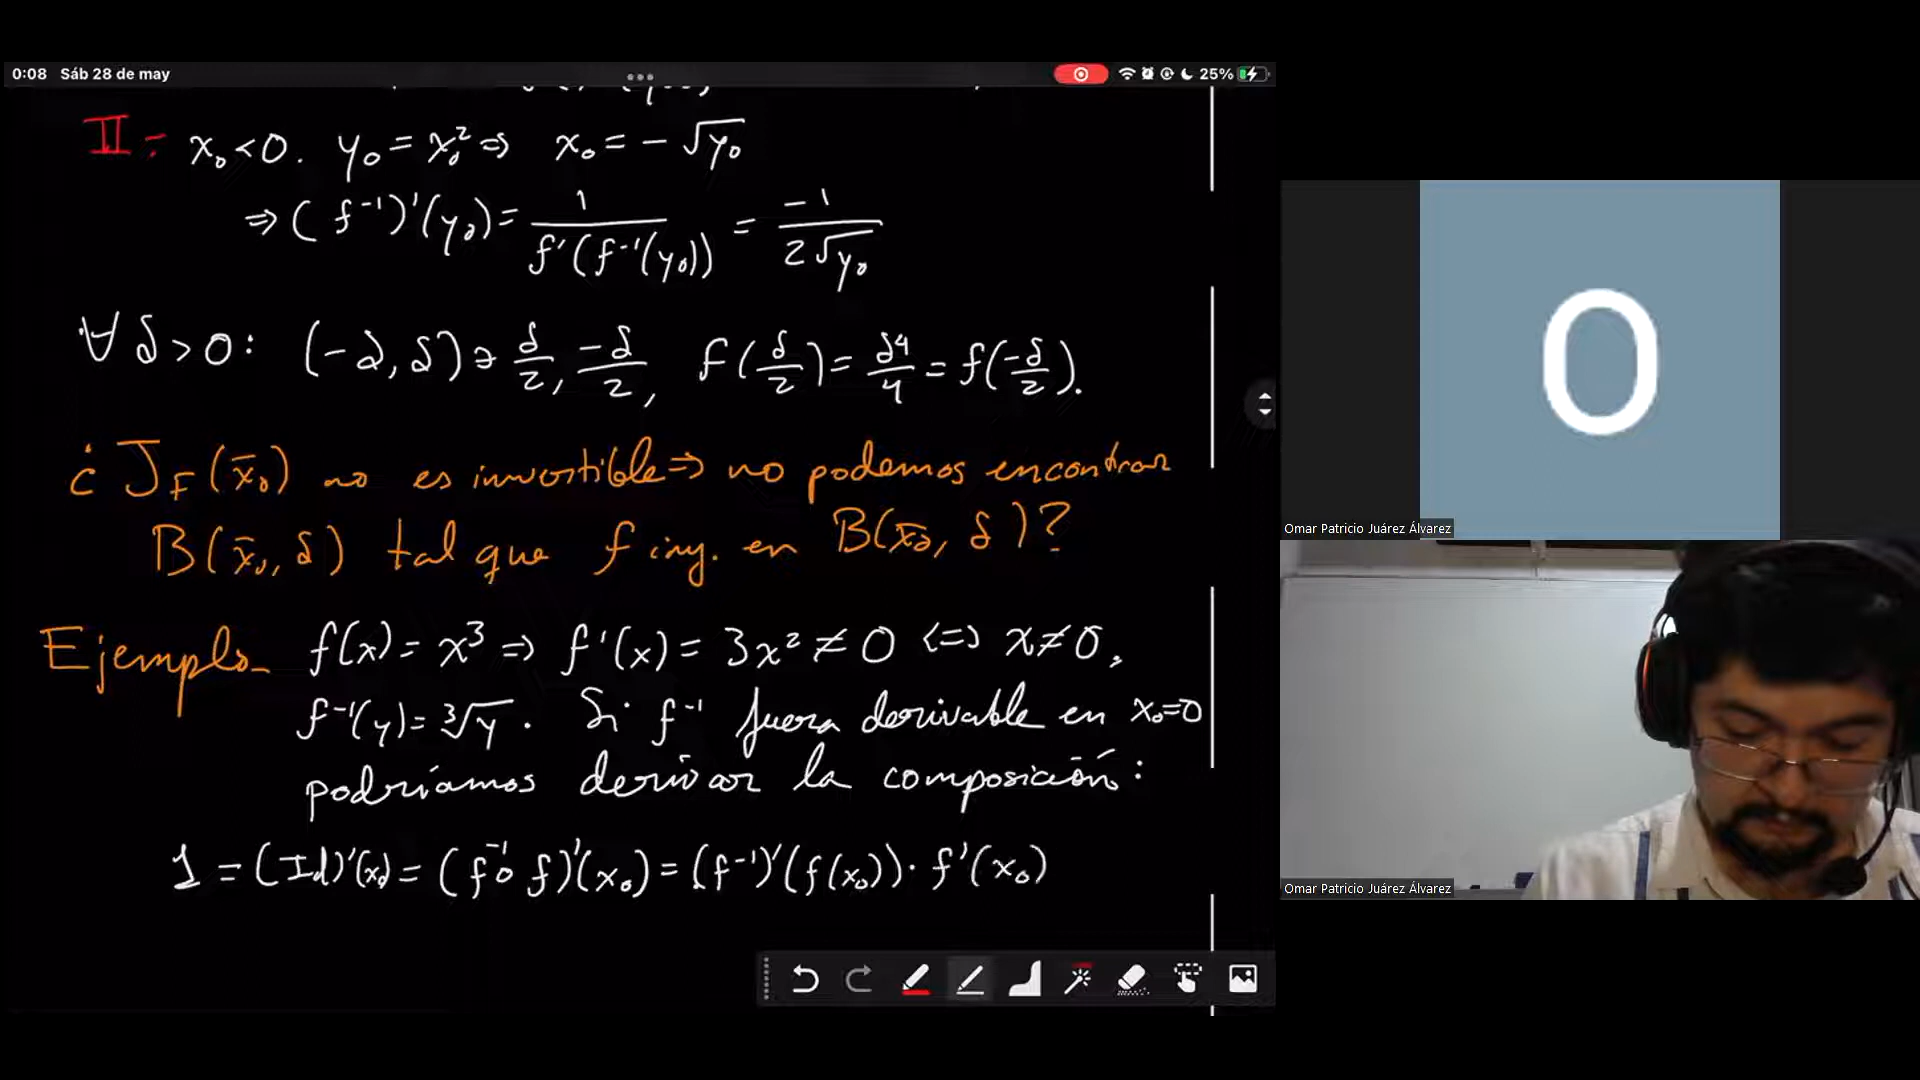 0:08 Sáb 28 de may
25%
II: x₀<0. y₀ = x₀² ⇒ x₀ = -√y₀
⇒ (f⁻¹)'(y₀) = 1/f'(f⁻¹(y₀)) = -1/2√y₀
∀ δ > 0: (-δ, δ) ∋ δ/2, -δ/2, f(δ/2) = δ4/4 = f(-δ/2).
¿ J_F(x̄₀) no es invertible ⇒ no podemos encontrar
B(x̄₀, δ) tal que f iny. en B(x̄₀, δ)?
Ejemplo
f(x) = x³ ⇒ f'(x) = 3x² ≠ 0 ⟺ x ≠ 0,
f⁻¹(y) = ∛y. Si f⁻¹ fuera derivable en x₀=0
podríamos derivar la composición:
1 = (Id)'(x₀) = (f⁻¹∘f)'(x₀) = (f⁻¹)'(f(x₀)) · f'(x₀)
O
Omar Patricio Juárez Álvarez
Omar Patricio Juárez Álvarez